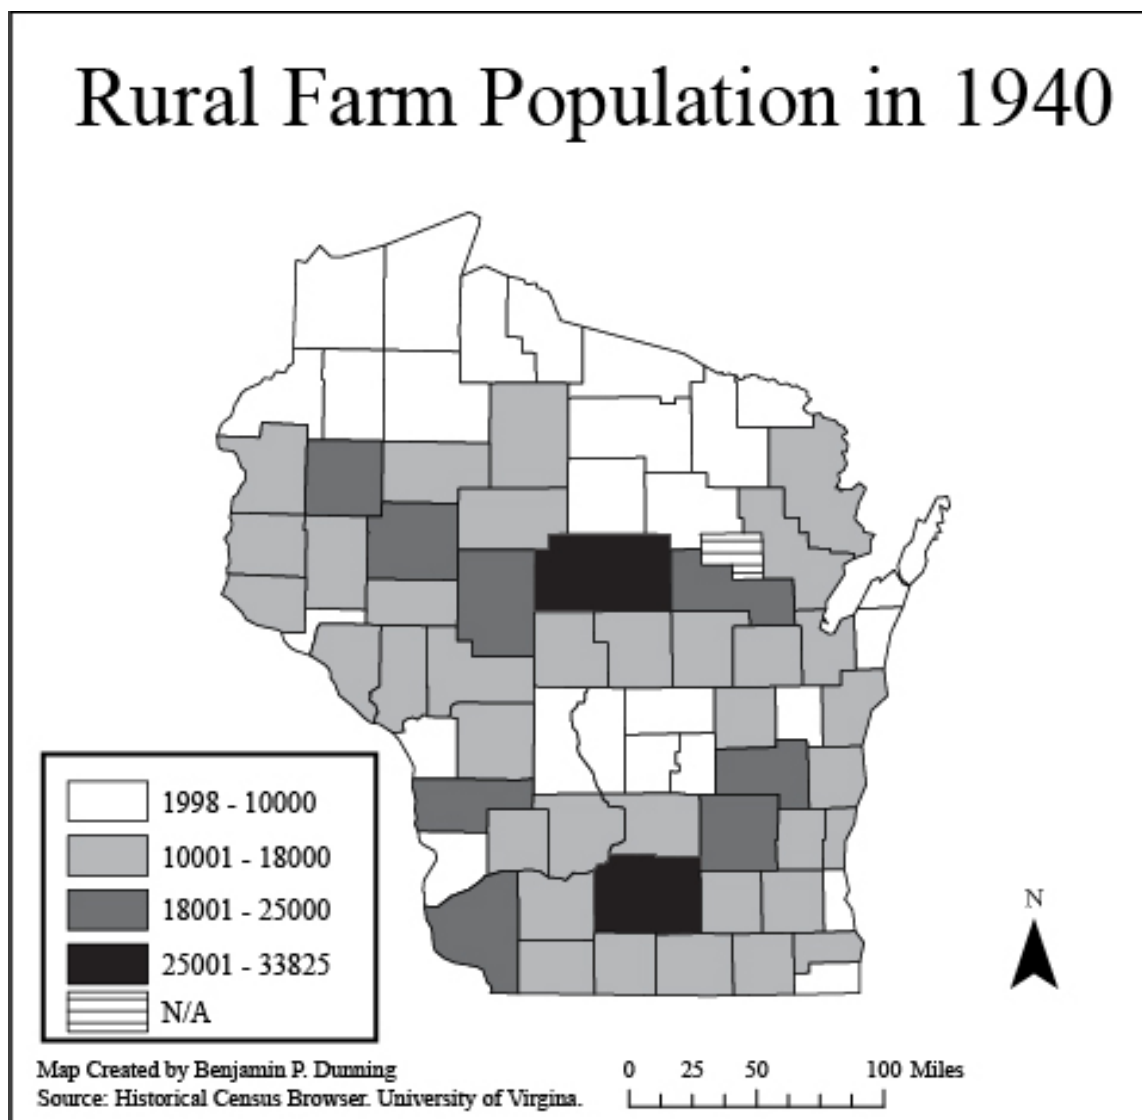 Rural Farm Population in 1940
1998 - 10000
10001 - 18000
18001 - 25000
25001 - 33825
N/A
N
Map Created by Benjamin P. Dunning
Source: Historical Census Browser. University of Virgina.
0 25 50 100 Miles